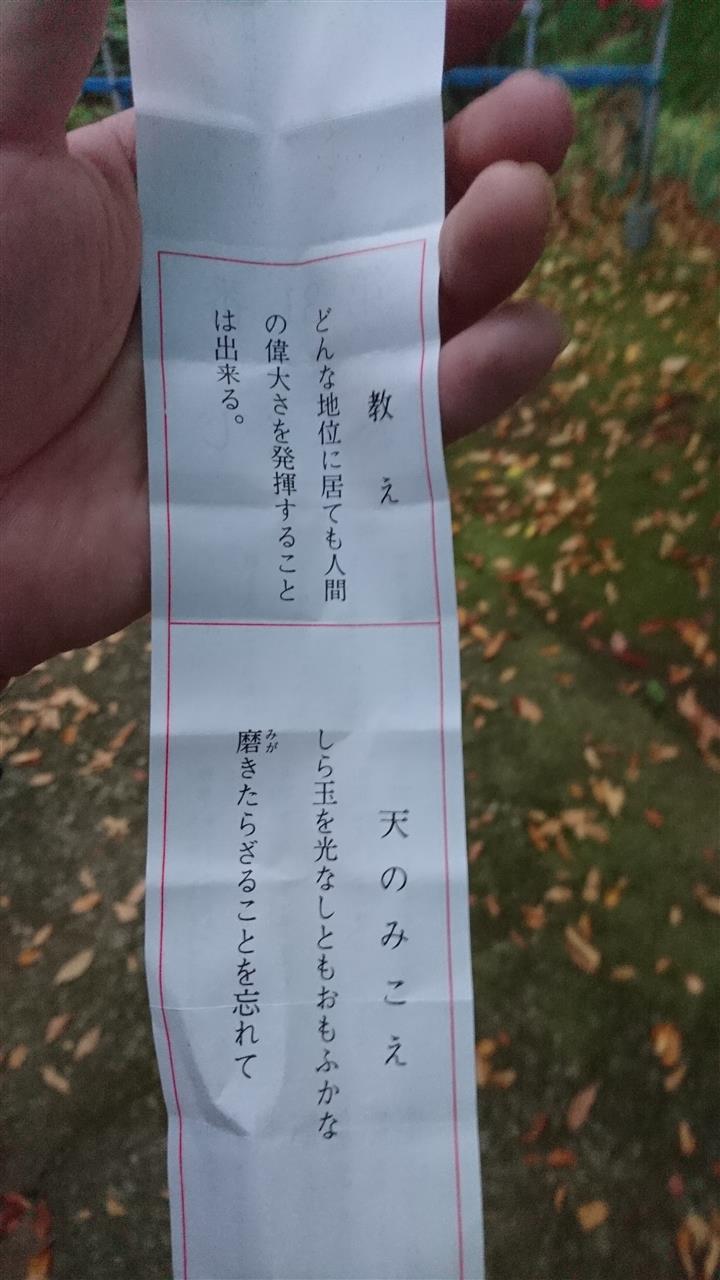 教え
どんな地位に居ても人間
の偉大さを発揮すること
は出来る。
天のみこえ
しら玉を光なしともおもふかな
磨きたらざることを忘れて
みが